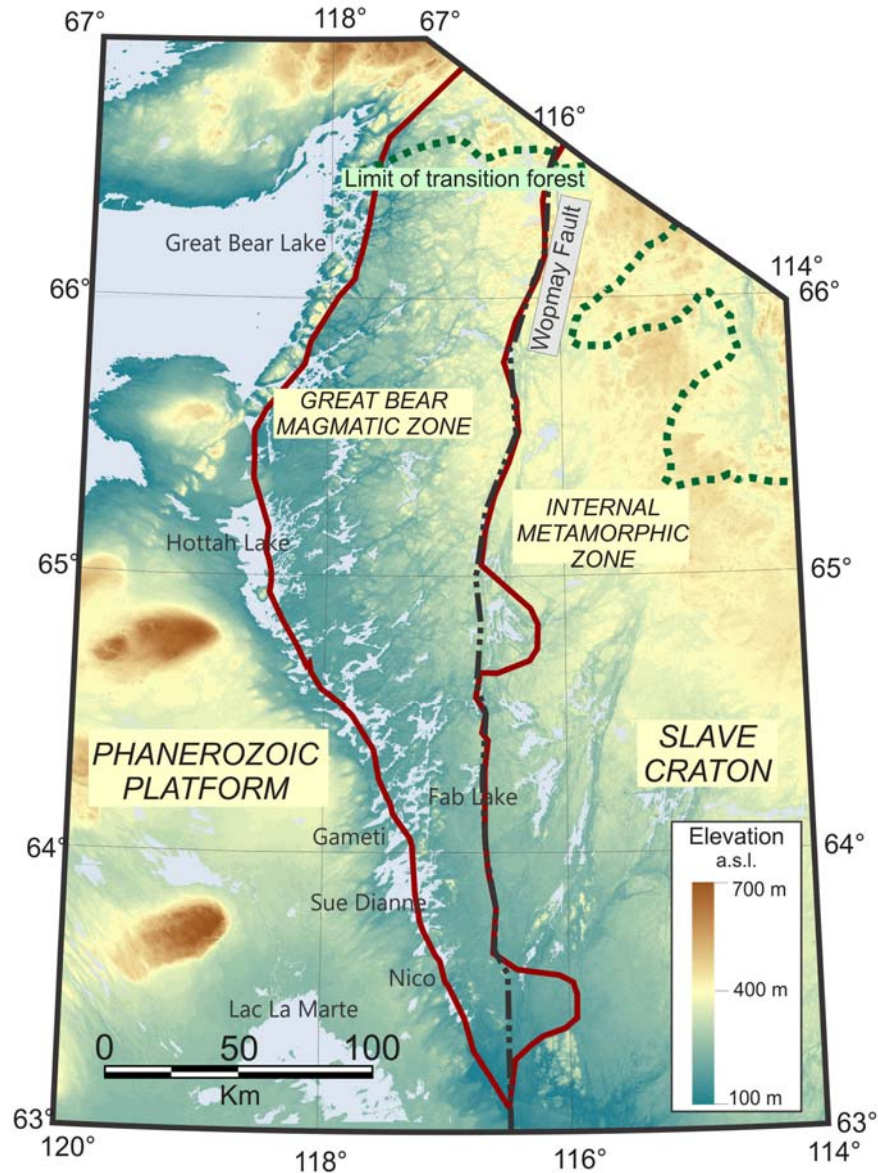 67°
118°
67°
116°
Limit of transition forest
Great Bear Lake
Wopmay Fault
114°
66°
66°
GREAT BEAR
MAGMATIC ZONE
INTERNAL
METAMORPHIC
ZONE
Hottah Lake
65°
65°
PHANEROZOIC
PLATFORM
SLAVE
CRATON
Fab Lake
Gameti
64°
64°
Sue Dianne
Nico
Lac La Marte
0 50 100
Km
Elevation
a.s.l.
700 m
400 m
100 m
63°
63°
120°
118°
116°
114°